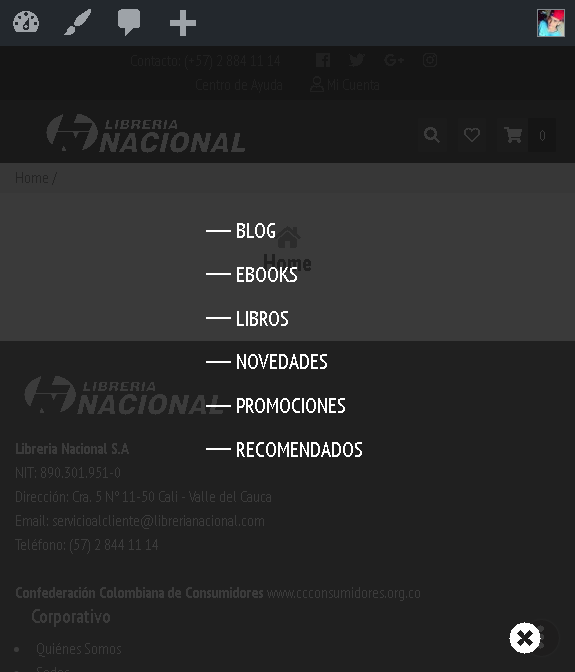 Contacto: (+57) 2 884 11 14
Centro de Ayuda Mi Cuenta
LIBRERIA
NACIONAL
0
Home /
BLOG
Home
EBOOKS
LIBROS
NOVEDADES
PROMOCIONES
RECOMENDADOS
LIBRERIA
NACIONAL
Librería Nacional S.A
NIT: 890.301.951-0
Dirección: Cra. 5 N° 11-50 Cali - Valle del Cauca
Email: servicioalcliente@librerianacional.com
Teléfono: (57) 2 844 11 14
Confederación Colombiana de Consumidores www.ccconsumidores.org.co
Corporativo
Quiénes Somos